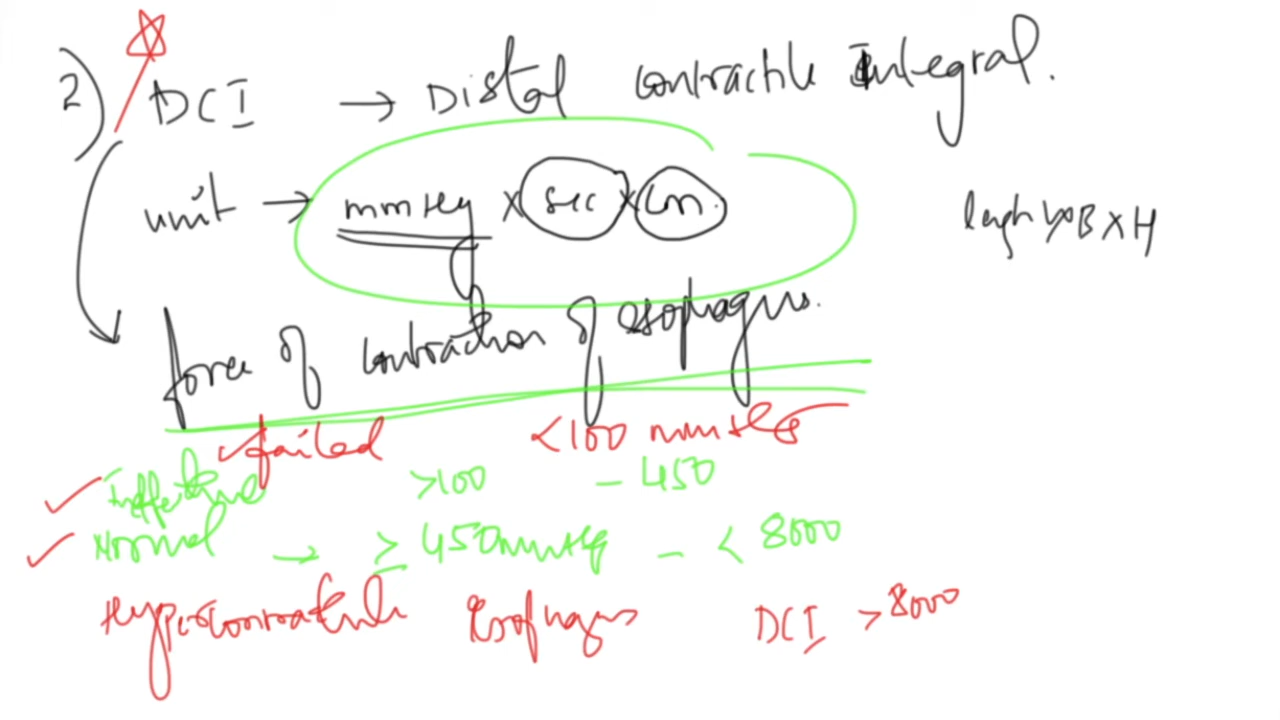 2) DCI → Distal contractile Integral.
unit → mmHg x sec x cm.
length x B x H
force of contraction of esophagus.
failed <100 mmHg
Ineffective >100 - 450
Normal → ≥ 450mmHg - < 8000
Hypercontractile Esophagus DCI > 8000